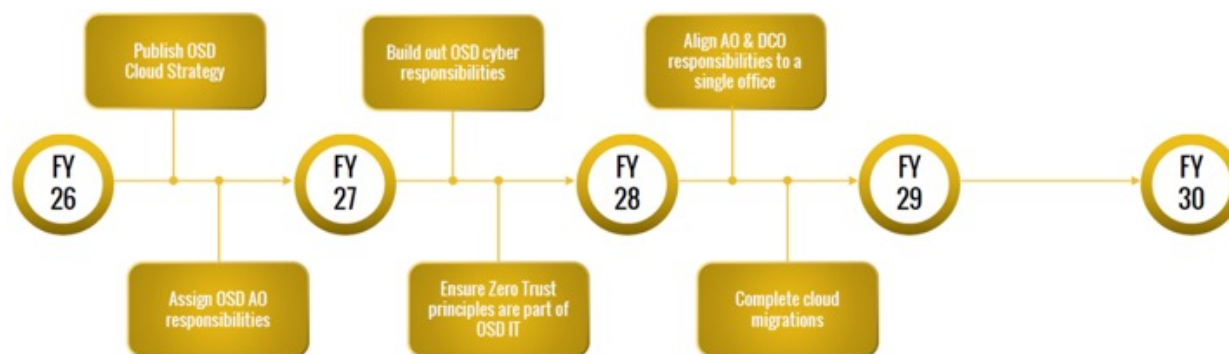 Publish OSD
Cloud Strategy
Build out OSD cyber
responsibilities
Align AO & DCO
responsibilities to a
single office
FY
26
FY
27
FY
28
FY
29
FY
30
Assign OSD AO
responsibilities
Ensure Zero Trust
principles are part of
OSD IT
Complete cloud
migrations